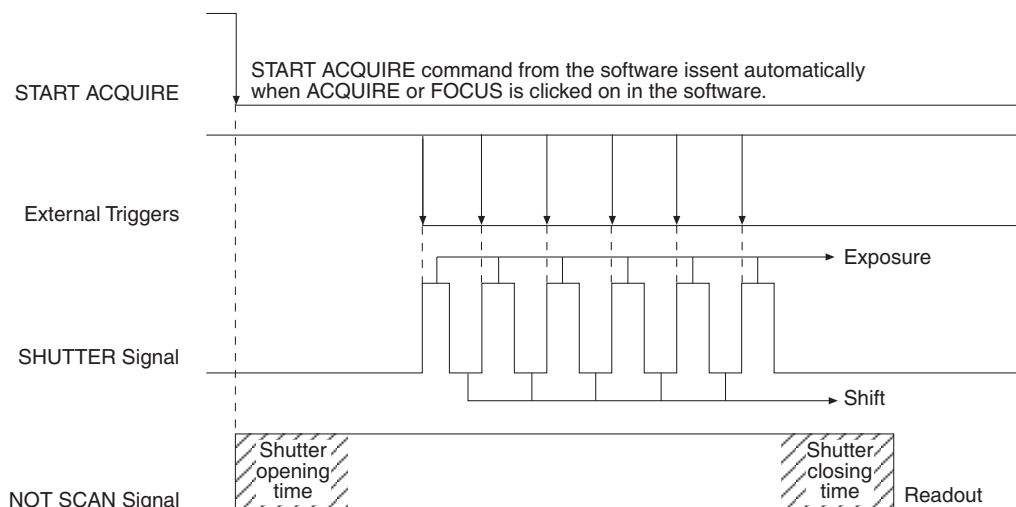 START ACQUIRE
START ACQUIRE command from the software issent automatically
when ACQUIRE or FOCUS is clicked on in the software.
External Triggers
Exposure
SHUTTER Signal
Shift
Shutter
opening
time
Shutter
closing
time
NOT SCAN Signal
Readout